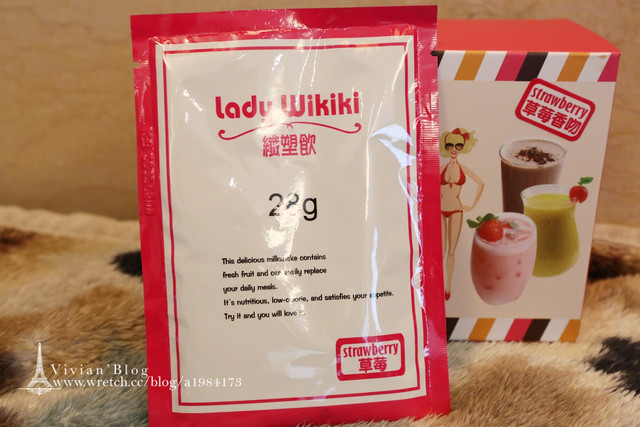 Lady Wikiki
纖塑飲
28g
This delicious milkshake contains
fresh fruit and can easily replace
your daily meals.
It's nutritious, low-calorie, and satisfies your appetite.
Try it and you will love it.
strawberry
草莓
strawberry
草莓香吻
Vivian'Blog
www.wretch.cc/blog/a1984173